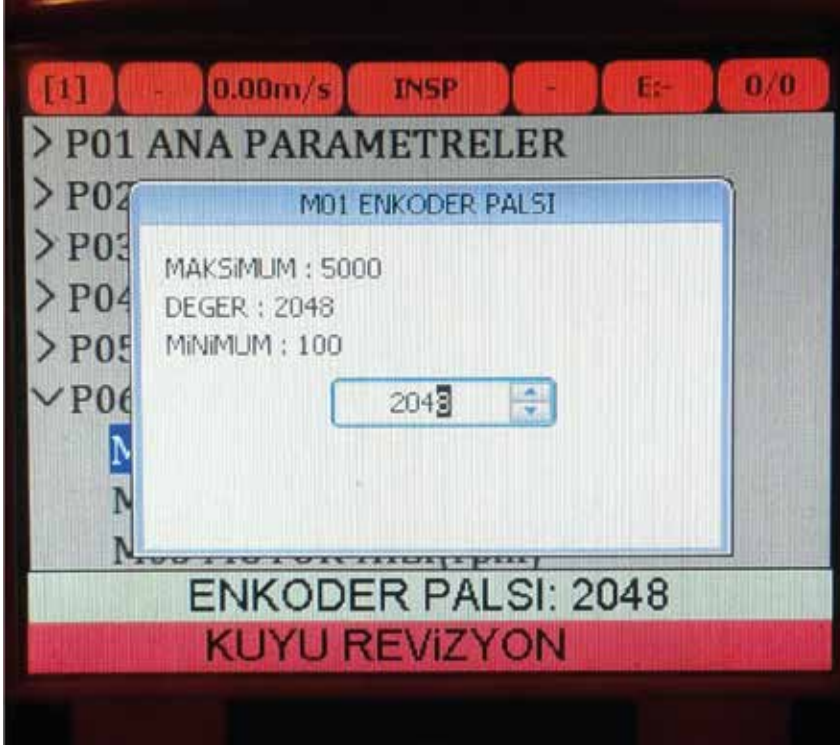 [1] - 0.00m/s INSP - E:- 0/0
> P01 ANA PARAMETRELER
> P02
M01 ENKODER PALSI
> P03
MAKSiMUM : 5000
> P04
DEGER : 2048
> P05
MiNiMUM : 100
P06
2048
M
M
ENKODER PALSI: 2048
KUYU REViZYON